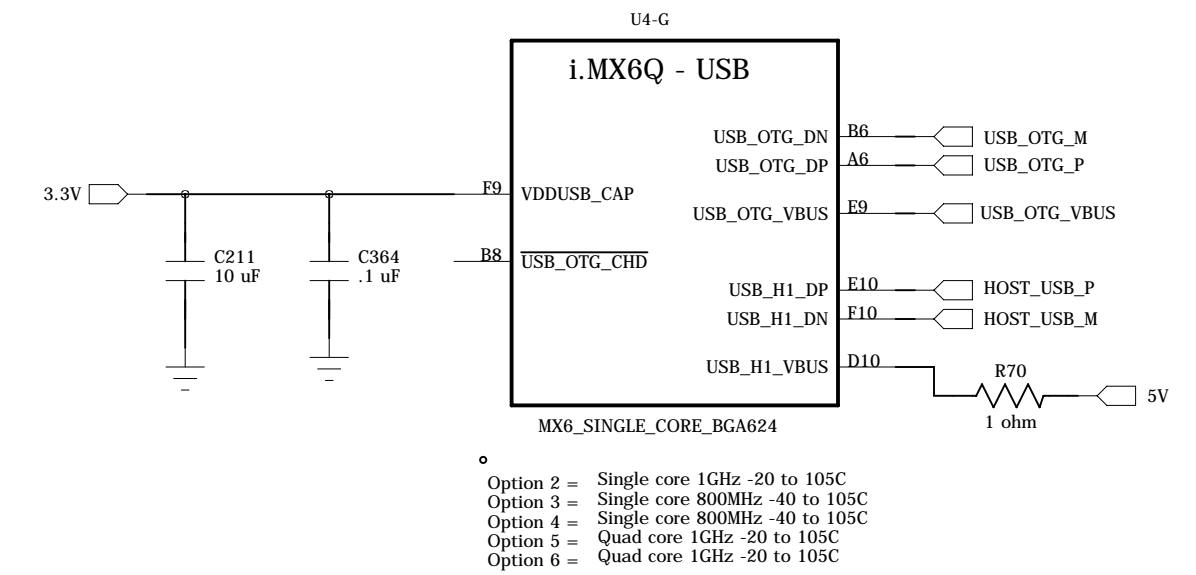 U4-G
i.MX6Q - USB
USB_OTG_DN B6 USB_OTG_M
USB_OTG_DP A6 USB_OTG_P
3.3V F9 VDDUSB_CAP
USB_OTG_VBUS E9 USB_OTG_VBUS
B8 USB_OTG_CHD
C211
10 uF
C364
.1 uF
USB_H1_DP E10 HOST_USB_P
USB_H1_DN F10 HOST_USB_M
USB_H1_VBUS D10
R70
5V
1 ohm
MX6_SINGLE_CORE_BGA624
Option 2 = Single core 1GHz -20 to 105C
Option 3 = Single core 800MHz -40 to 105C
Option 4 = Single core 800MHz -40 to 105C
Option 5 = Quad core 1GHz -20 to 105C
Option 6 = Quad core 1GHz -20 to 105C